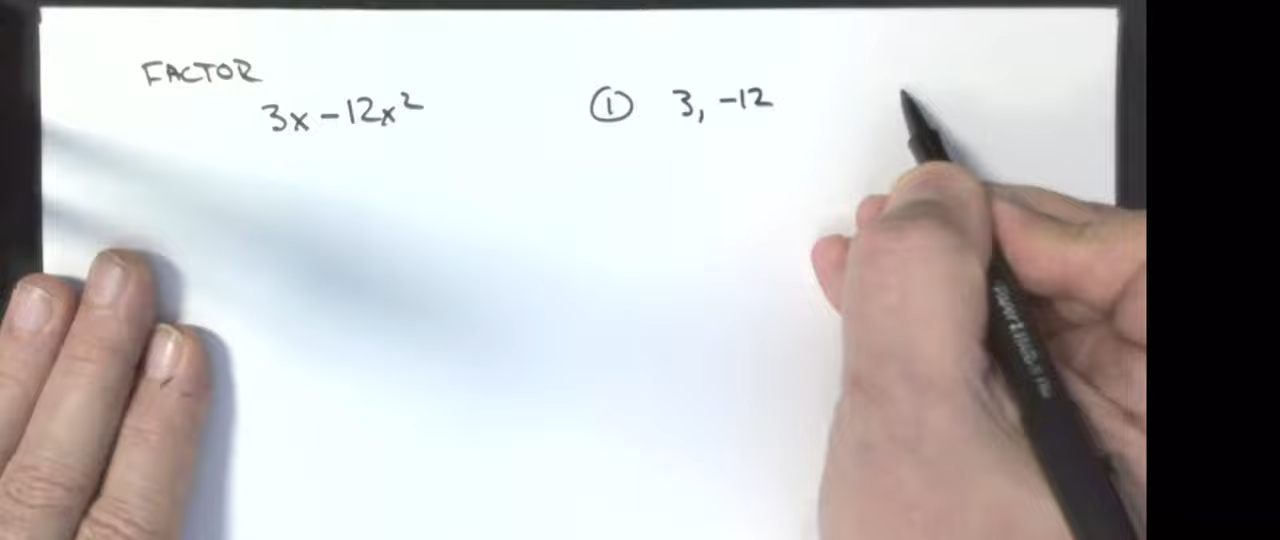 FACTOR
3x - 12x²
① 3, -12